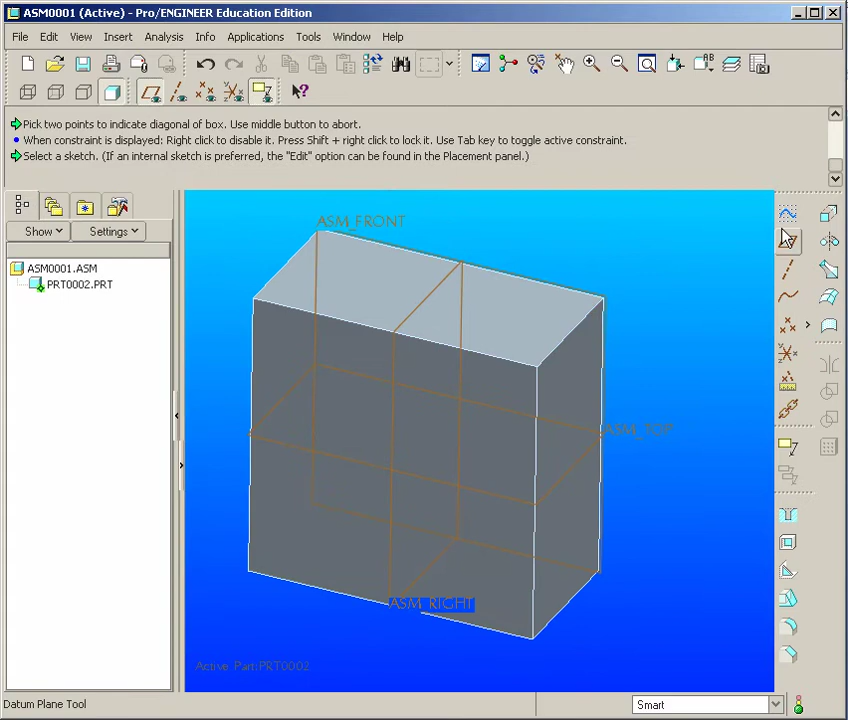 ASM0001 (Active) - Pro/ENGINEER Education Edition
File Edit View Insert Analysis Info Applications Tools Window Help
Pick two points to indicate diagonal of box. Use middle button to abort.
When constraint is displayed: Right click to disable it. Press Shift + right click to lock it. Use Tab key to toggle active constraint.
Select a sketch. (If an internal sketch is preferred, the "Edit" option can be found in the Placement panel.)
Show Settings
ASM0001.ASM
PRT0002.PRT
ASM_FRONT
ASM_TOP
ASM_RIGHT
Active Part:PRT0002
Datum Plane Tool
Smart